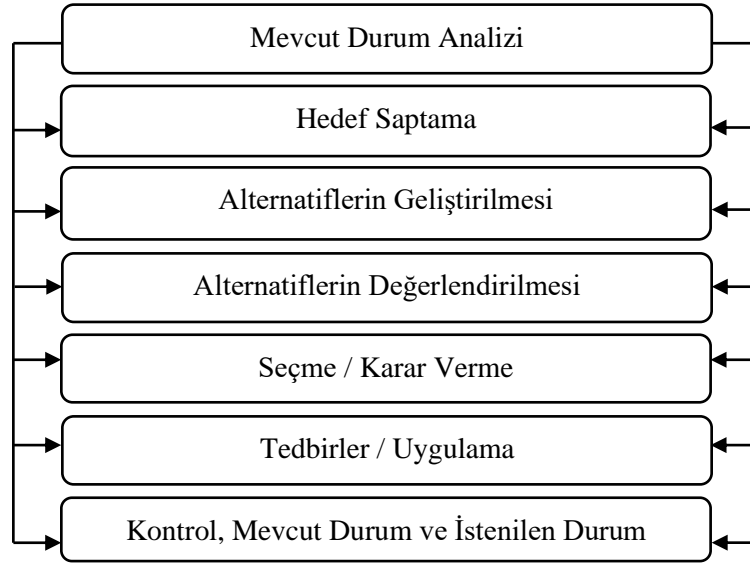 Mevcut Durum Analizi
Hedef Saptama
Alternatiflerin Geliştirilmesi
Alternatiflerin Değerlendirilmesi
Seçme / Karar Verme
Tedbirler / Uygulama
Kontrol, Mevcut Durum ve İstenilen Durum